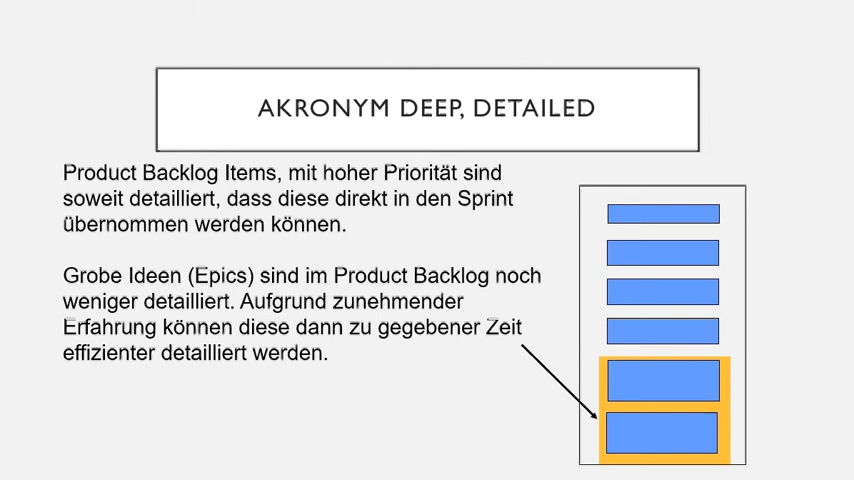 AKRONYM DEEP, DETAILED
Product Backlog Items, mit hoher Priorität sind
soweit detailliert, dass diese direkt in den Sprint
übernommen werden können.
Grobe Ideen (Epics) sind im Product Backlog noch
weniger detailliert. Aufgrund zunehmender
Erfahrung können diese dann zu gegebener Zeit
effizienter detailliert werden.